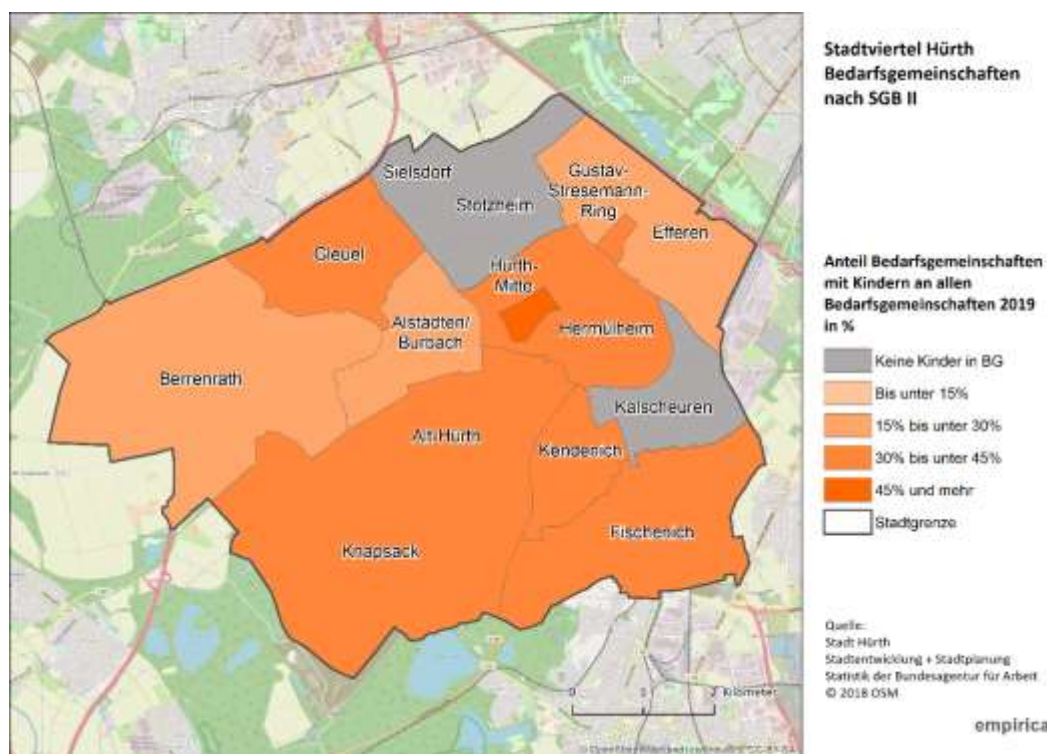 Stadtviertel Hürth
Bedarfsgemeinschaften
nach SGB II
Sielsdorf
Stotzheim
Gustav-
Stresemann-
Ring
Efferen
Gleuel
Hürth-
Mitte
Hermülheim
Alstädten/
Burbach
Berrenrath
Kalscheuren
Alt-Hürth
Kendenich
Fischenich
Knapsack
Anteil Bedarfsgemeinschaften
mit Kindern an allen
Bedarfsgemeinschaften 2019
in %
Keine Kinder in BG
Bis unter 15%
15% bis unter 30%
30% bis unter 45%
45% und mehr
Stadtgrenze
Kilometer
Quelle:
Stadt Hürth
Stadtentwicklung + Stadtplanung
Statistik der Bundesagentur für Arbeit
© 2018 OSM
empirica